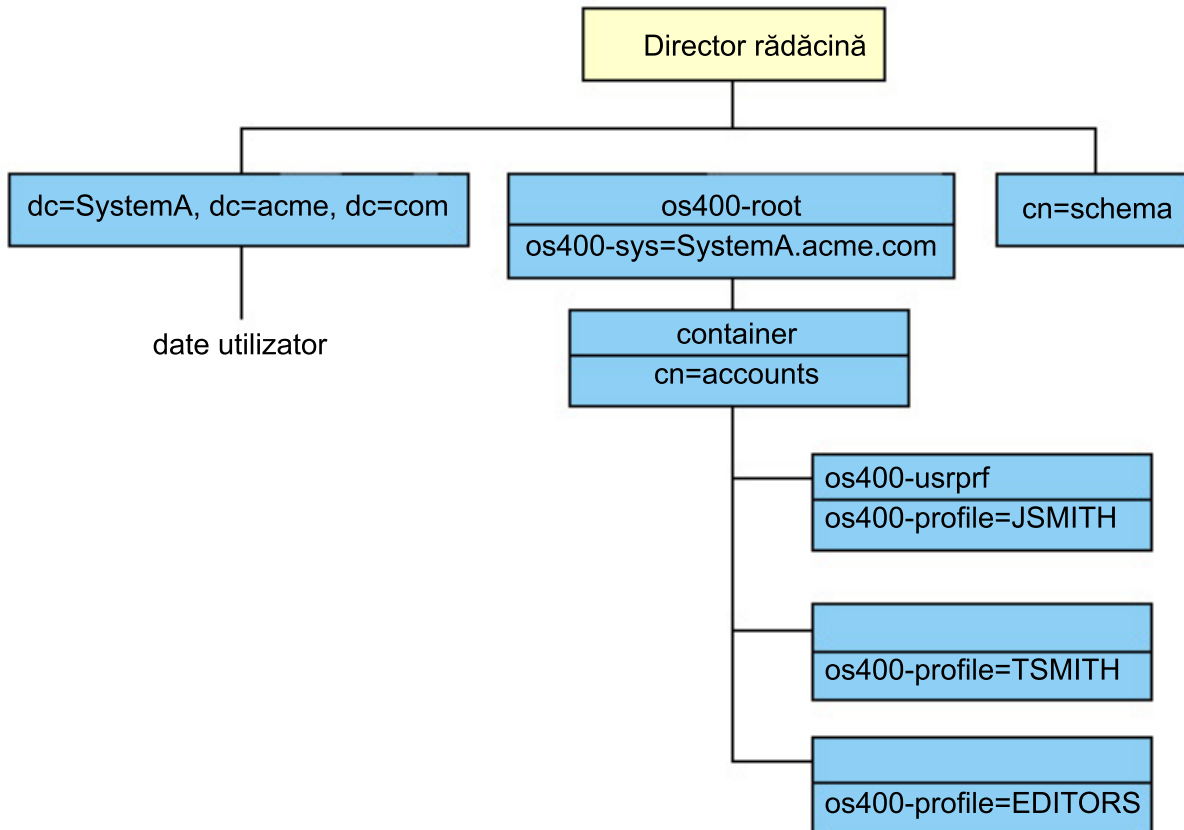 Director rădăcină
dc=SystemA, dc=acme, dc=com
os400-root
os400-sys=SystemA.acme.com
cn=schema
date utilizator
container
cn=accounts
os400-usrprf
os400-profile=JSMITH
os400-profile=TSMITH
os400-profile=EDITORS